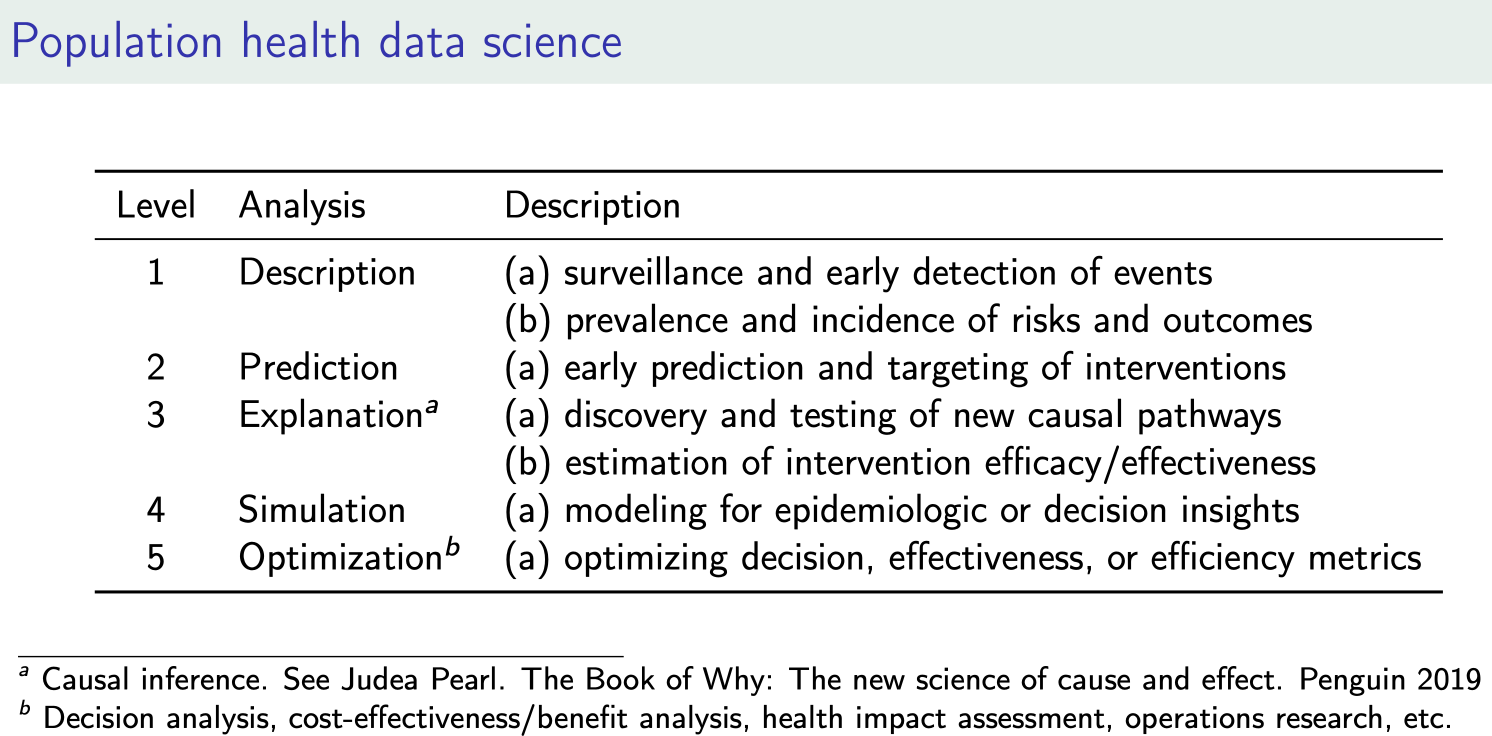 Population health data science
Level Analysis Description
1 Description (a) surveillance and early detection of events
(b) prevalence and incidence of risks and outcomes
2 Prediction (a) early prediction and targeting of interventions
3 Explanationᵃ (a) discovery and testing of new causal pathways
(b) estimation of intervention efficacy/effectiveness
4 Simulation (a) modeling for epidemiologic or decision insights
5 Optimizationᵇ (a) optimizing decision, effectiveness, or efficiency metrics
ᵃ Causal inference. See Judea Pearl. The Book of Why: The new science of cause and effect. Penguin 2019
ᵇ Decision analysis, cost-effectiveness/benefit analysis, health impact assessment, operations research, etc.